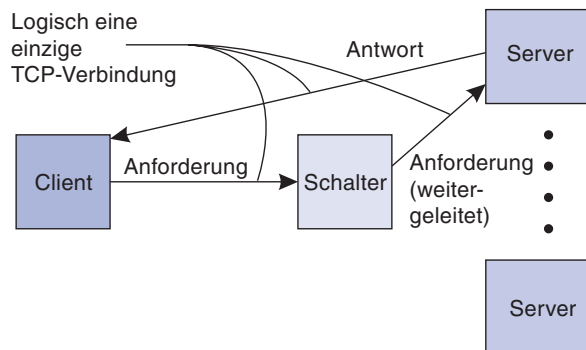 Logisch eine
einzige
TCP-Verbindung
Antwort
Server
Client
Anforderung
Schalter
Anforderung
(weiter-
geleitet)
Server